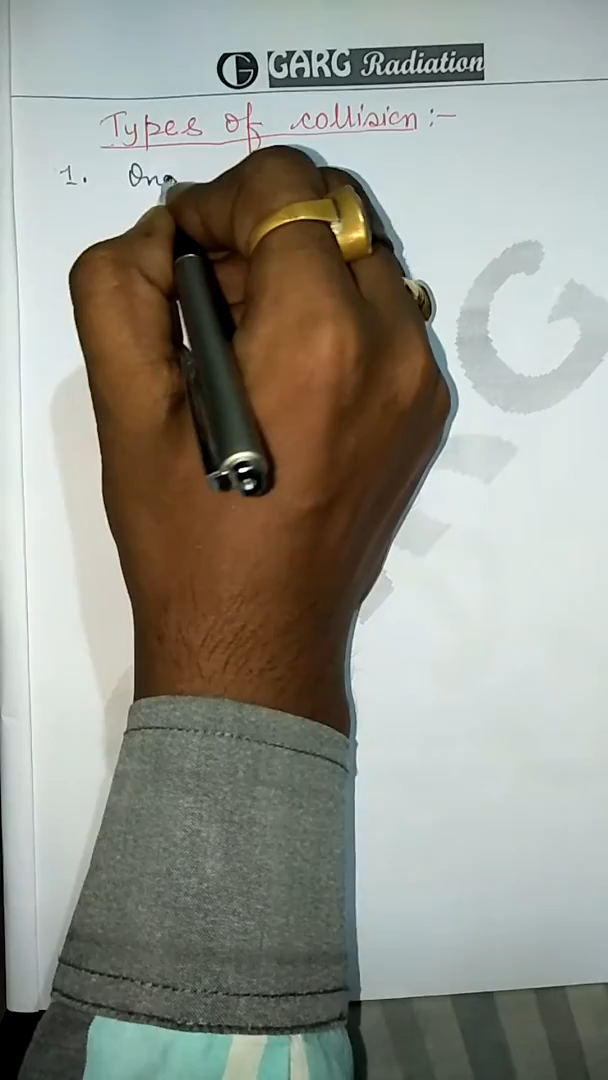 G GARG Radiation
Types of collision :-
1. One
G